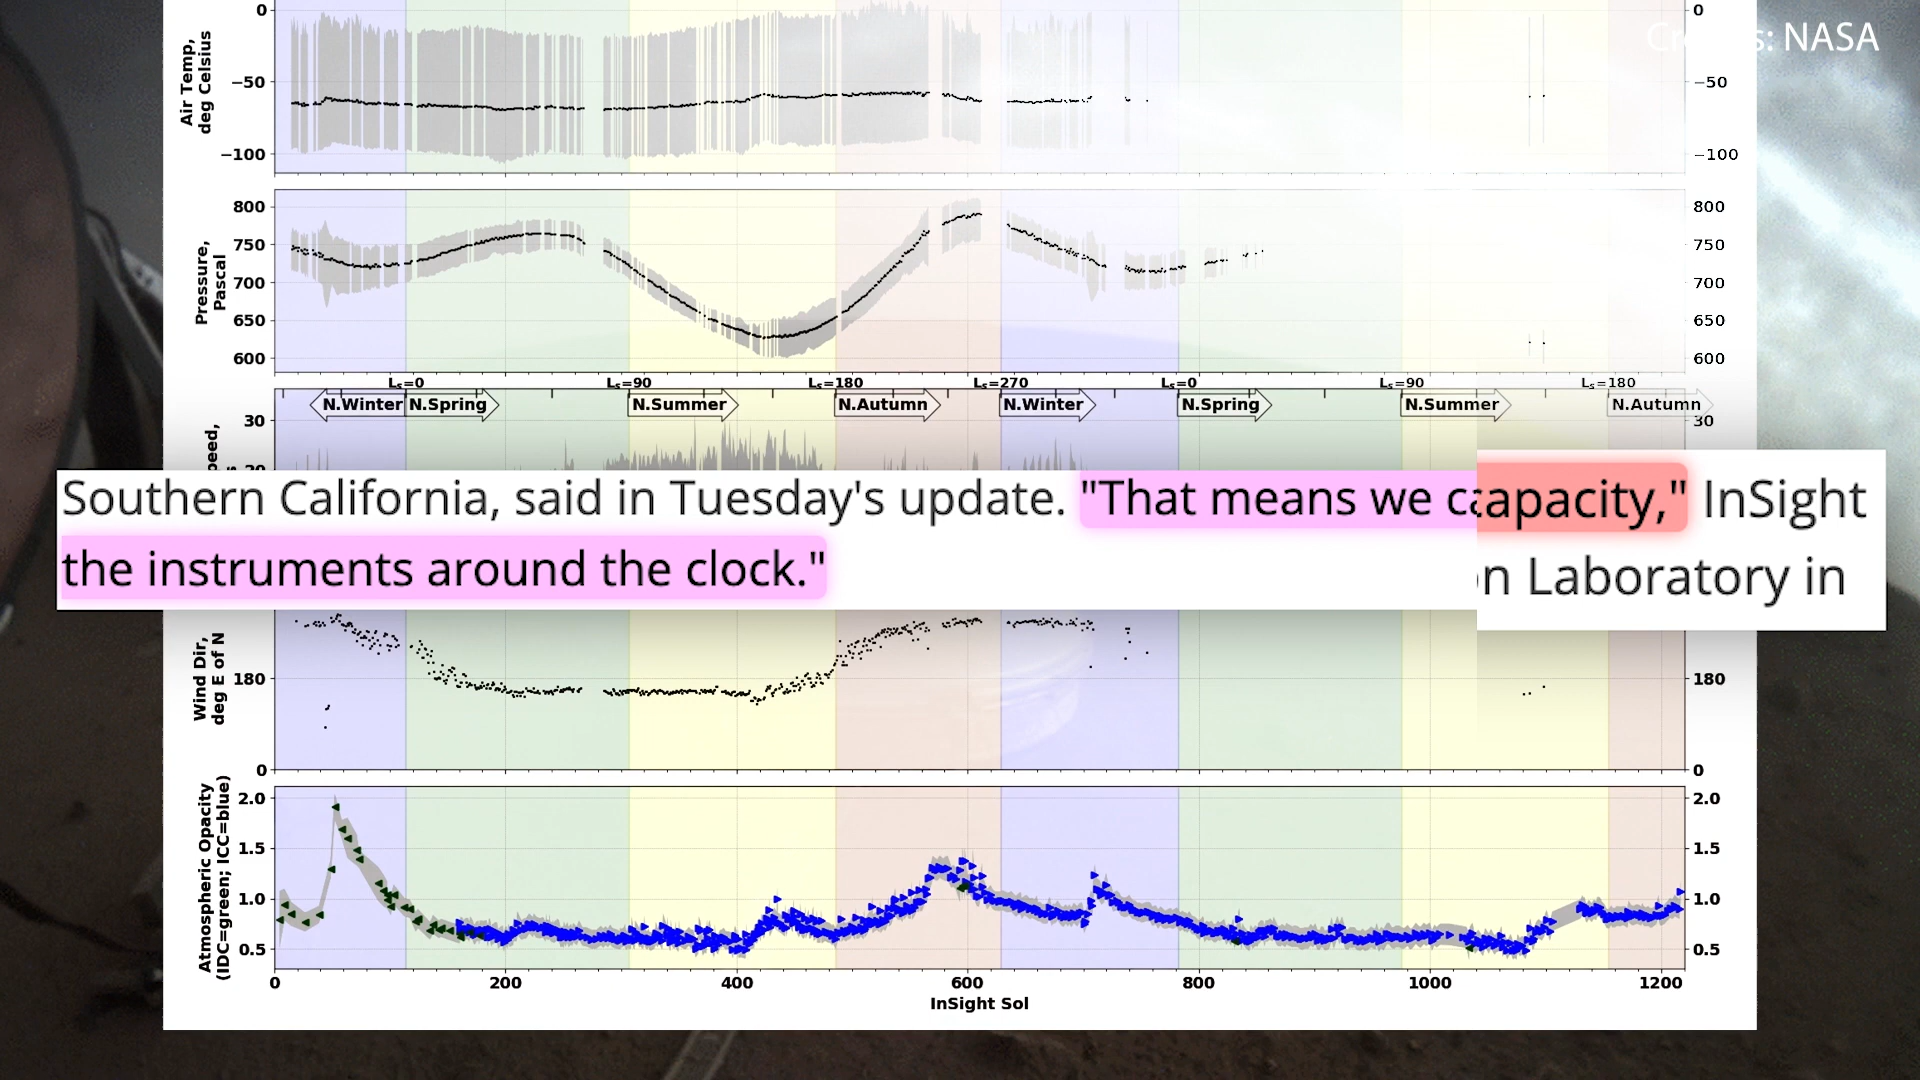 0 0
Air Temp,
deg Celsius
−50 −50
−100 −100
: NASA
800 800
750 750
Pressure,
Pascal
700 700
650 650
600 600
Lₛ=0 Lₛ=90 Lₛ=180 Lₛ=270 Lₛ=0 Lₛ=90 Lₛ=180
N.Winter N.Spring N.Summer N.Autumn N.Winter N.Spring N.Summer N.Autumn
30 30
Southern California, said in Tuesday's update. "That means we c
the instruments around the clock."
apacity," InSight
n Laboratory in
Wind Dir,
deg E of N
180 180
0 0
Atmospheric Opacity
(IDC=green; ICC=blue)
2.0 2.0
1.5 1.5
1.0 1.0
0.5 0.5
0 200 400 600 800 1000 1200
InSight Sol